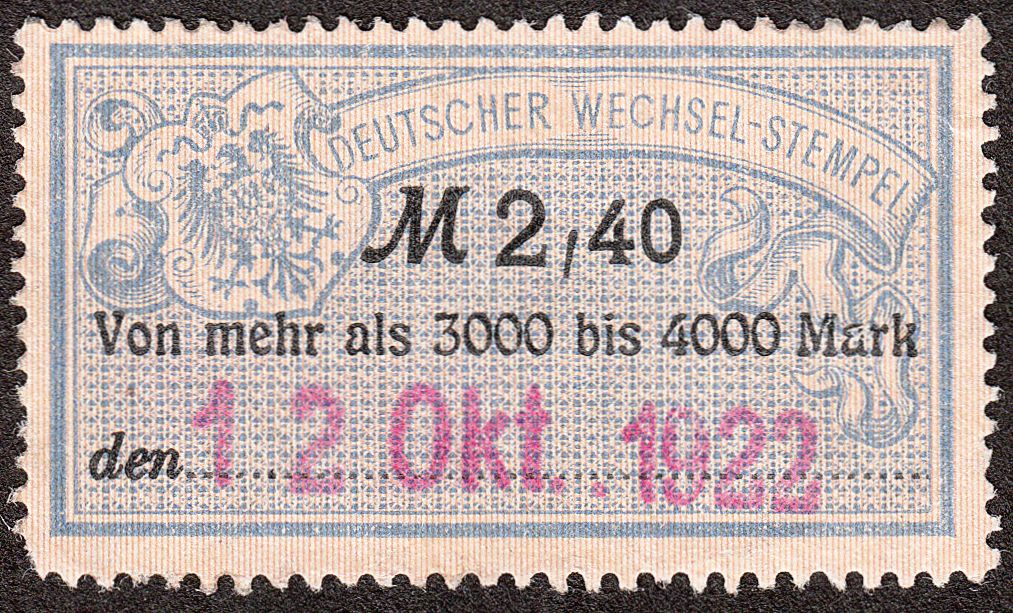 DEUTSCHER WECHSEL-STEMPEL
M 2,40
Von mehr als 3000 bis 4000 Mark
den 12 Okt. 1922